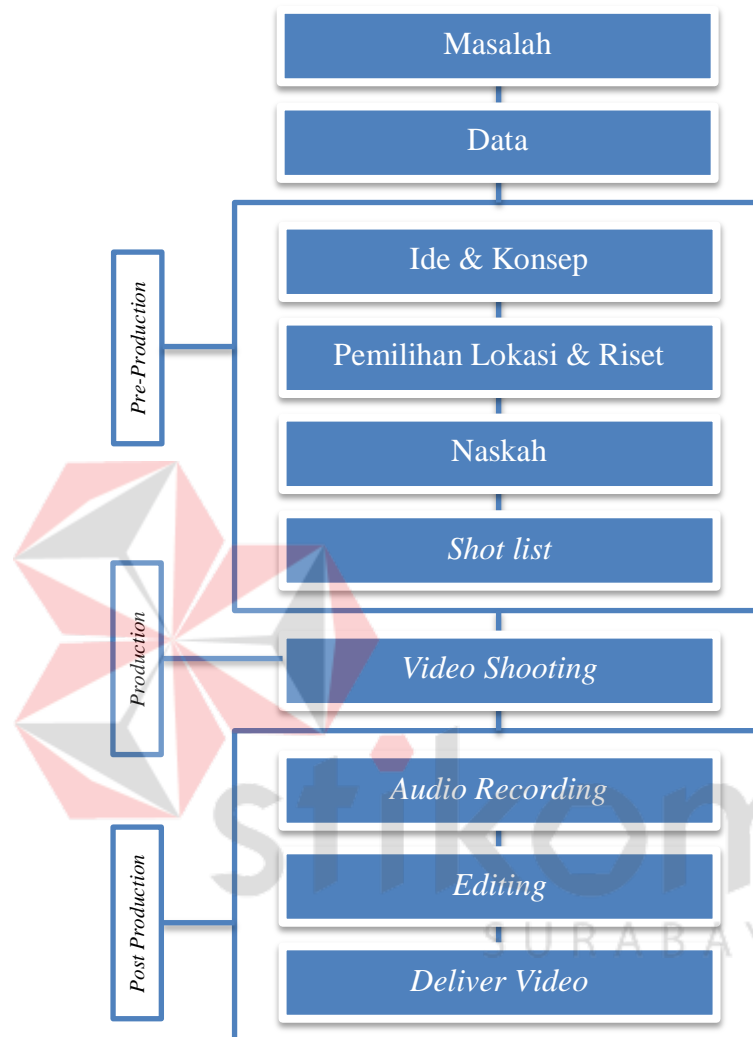 Masalah
Data
Pre-Production
Ide & Konsep
Pemilihan Lokasi & Riset
Naskah
Shot list
Production
Video Shooting
Post Production
Audio Recording
Editing
Deliver Video
stikom
SURABAY